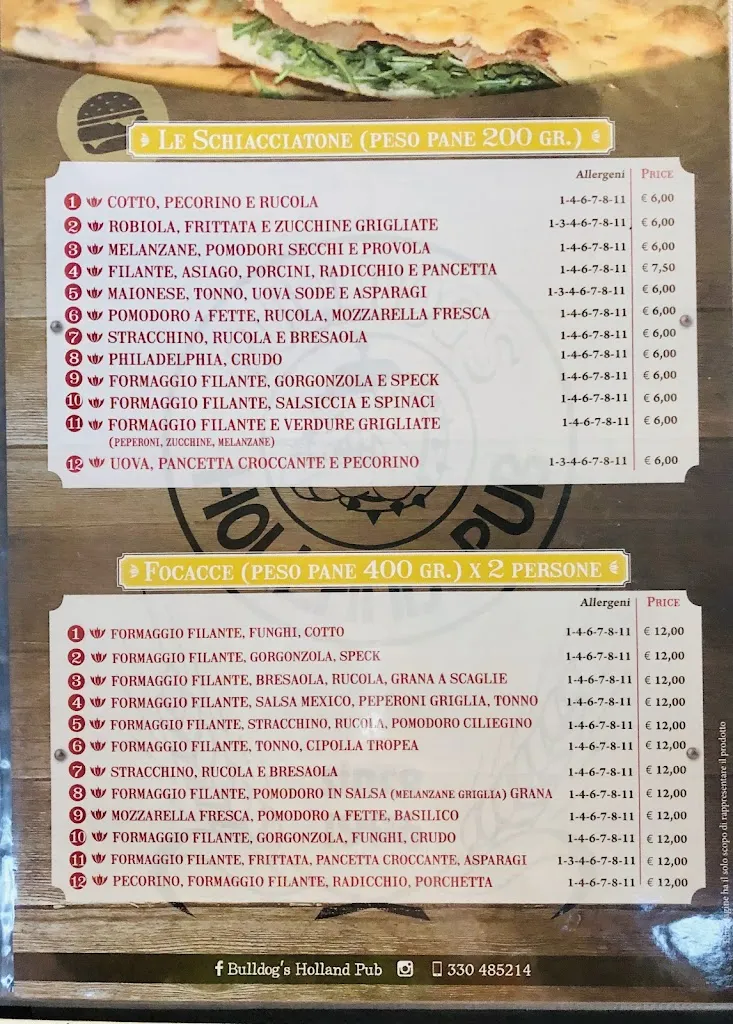 Le Schiacciatone (peso pane 200 gr.)
Allergeni Price
1 COTTO, PECORINO E RUCOLA 1-4-6-7-8-11 € 6,00
2 ROBIOLA, FRITTATA E ZUCCHINE GRIGLIATE 1-3-4-6-7-8-11 € 6,00
3 MELANZANE, POMODORI SECCHI E PROVOLA 1-4-6-7-8-11 € 6,00
4 FILANTE, ASIAGO, PORCINI, RADICCHIO E PANCETTA 1-4-6-7-8-11 € 7,50
5 MAIONESE, TONNO, UOVA SODE E ASPARAGI 1-3-4-6-7-8-11 € 6,00
6 POMODORO A FETTE, RUCOLA, MOZZARELLA FRESCA 1-4-6-7-8-11 € 6,00
7 STRACCHINO, RUCOLA E BRESAOLA 1-4-6-7-8-11 € 6,00
8 PHILADELPHIA, CRUDO 1-4-6-7-8-11 € 6,00
9 FORMAGGIO FILANTE, GORGONZOLA E SPECK 1-4-6-7-8-11 € 6,00
10 FORMAGGIO FILANTE, SALSICCIA E SPINACI 1-4-6-7-8-11 € 6,00
11 FORMAGGIO FILANTE E VERDURE GRIGLIATE 1-4-6-7-8-11 € 6,00
(PEPERONI, ZUCCHINE, MELANZANE)
12 UOVA, PANCETTA CROCCANTE E PECORINO 1-3-4-6-7-8-11 € 6,00
Focacce (peso pane 400 gr.) x 2 persone
Allergeni Price
1 FORMAGGIO FILANTE, FUNGHI, COTTO 1-4-6-7-8-11 € 12,00
2 FORMAGGIO FILANTE, GORGONZOLA, SPECK 1-4-6-7-8-11 € 12,00
3 FORMAGGIO FILANTE, BRESAOLA, RUCOLA, GRANA A SCAGLIE 1-4-6-7-8-11 € 12,00
4 FORMAGGIO FILANTE, SALSA MEXICO, PEPERONI GRIGLIA, TONNO 1-4-6-7-8-11 € 12,00
5 FORMAGGIO FILANTE, STRACCHINO, RUCOLA, POMODORO CILIEGINO 1-4-6-7-8-11 € 12,00
6 FORMAGGIO FILANTE, TONNO, CIPOLLA TROPEA 1-4-6-7-8-11 € 12,00
7 STRACCHINO, RUCOLA E BRESAOLA 1-4-6-7-8-11 € 12,00
8 FORMAGGIO FILANTE, POMODORO IN SALSA (MELANZANE GRIGLIA) GRANA 1-4-6-7-8-11 € 12,00
9 MOZZARELLA FRESCA, POMODORO A FETTE, BASILICO 1-4-6-7-8-11 € 12,00
10 FORMAGGIO FILANTE, GORGONZOLA, FUNGHI, CRUDO 1-4-6-7-8-11 € 12,00
11 FORMAGGIO FILANTE, FRITTATA, PANCETTA CROCCANTE, ASPARAGI 1-3-4-6-7-8-11 € 12,00
12 PECORINO, FORMAGGIO FILANTE, RADICCHIO, PORCHETTA 1-4-6-7-8-11 € 12,00
ha il solo scopo di rappresentare il prodotto
Bulldog's Holland Pub 330 485214